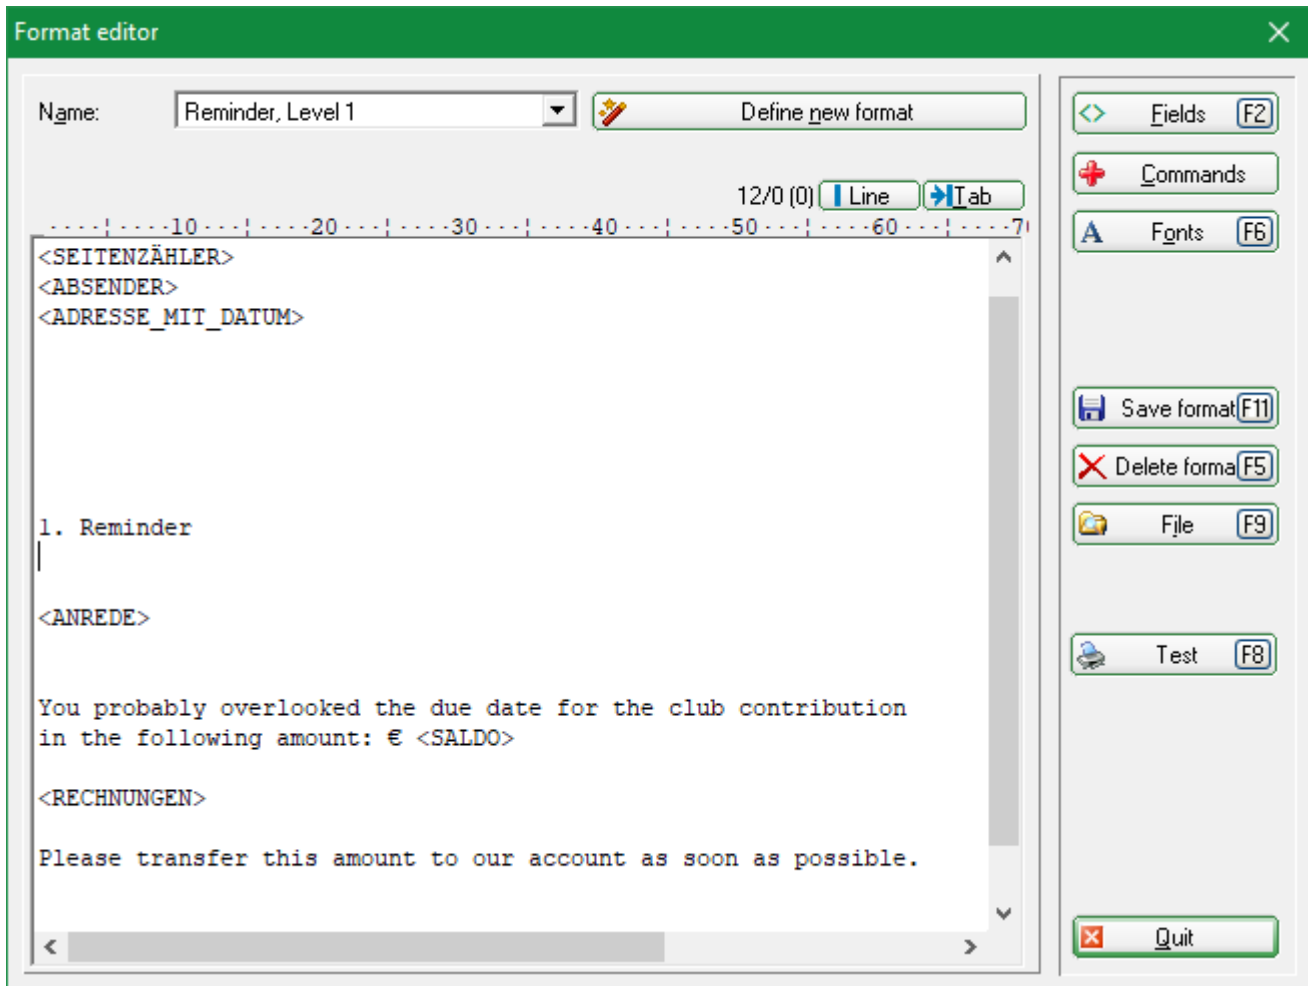 Format editor
Name: Reminder, Level 1 Define new format
12/0 (0) Line Tab
----¦----10---¦----20---¦----30---¦----40---¦----50---¦----60---¦----7
<SEITENZÄHLER>
<ABSENDER>
<ADRESSE_MIT_DATUM>
1. Reminder
<ANREDE>
You probably overlooked the due date for the club contribution
in the following amount: € <SALDO>
<RECHNUNGEN>
Please transfer this amount to our account as soon as possible.
Fields F2
Commands
Fonts F6
Save format F11
Delete forma F5
File F9
Test F8
Quit